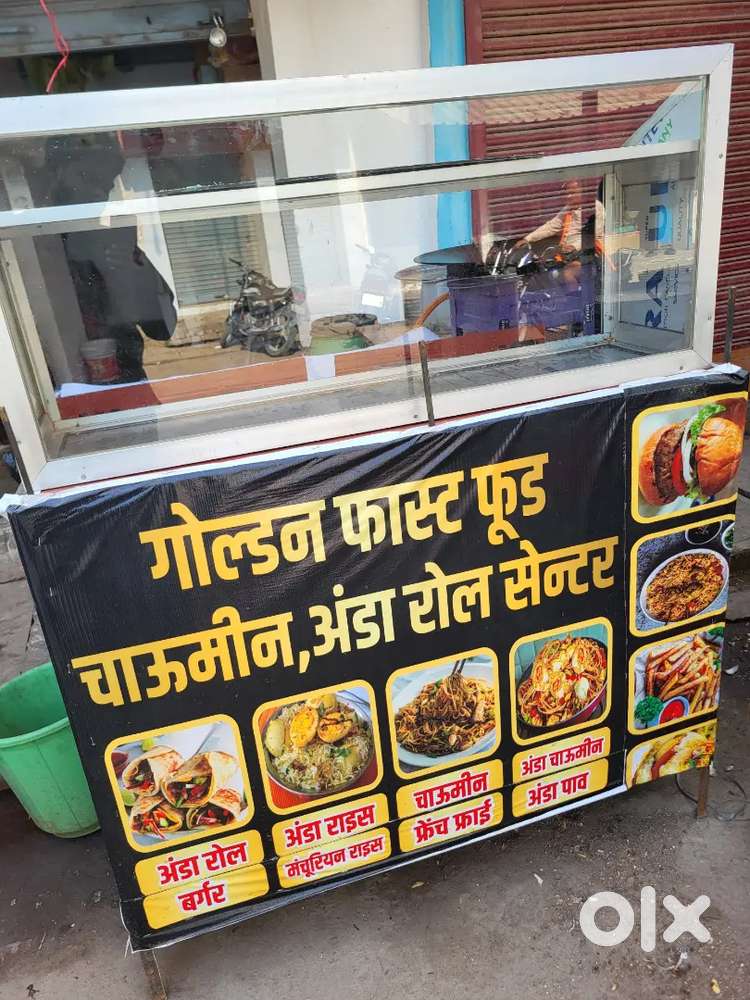 गोल्डन फास्ट फूड
चाऊमीन,अंडा रोल सेन्टर
अंडा रोल
बर्गर
अंडा राइस
मंचूरियन राइस
चाऊमीन
फ्रेंच फ्राई
अंडा चाऊमीन
अंडा पाव
olx